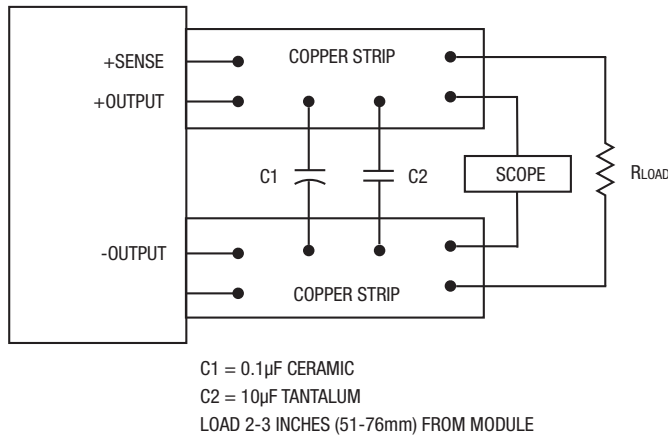 +SENSE
COPPER STRIP
+OUTPUT
C1
C2
SCOPE
RLOAD
-OUTPUT
COPPER STRIP
C1 = 0.1µF CERAMIC
C2 = 10µF TANTALUM
LOAD 2-3 INCHES (51-76mm) FROM MODULE